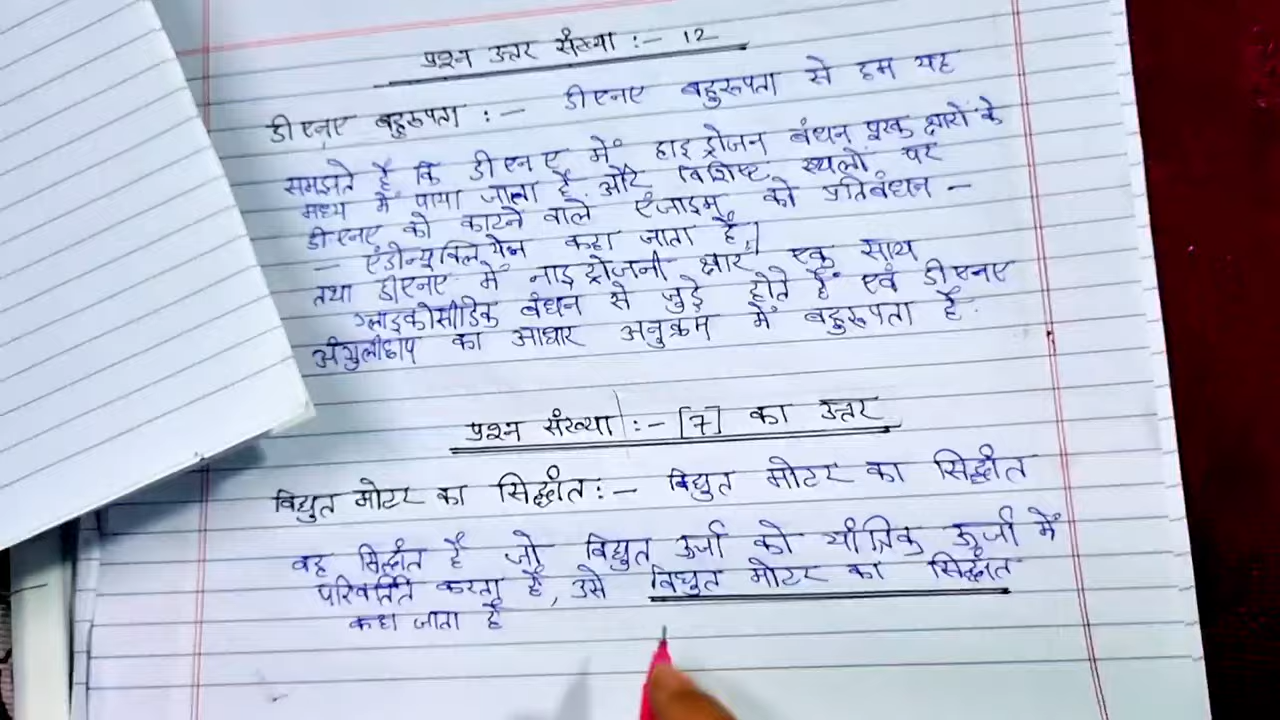 प्रश्न उत्तर संख्या :- 12
डीएनए बहुरूपता :- डीएनए बहुरूपता से हम यह
समझते है कि डीएनए में हाइड्रोजन बंधन पूरक क्षारों के
मध्य में पाया जाता है. और विशिष्ट स्थलों पर
डीएनए को काटने वाले एंजाइम को प्रतिबंधन -
- एंडोन्यूक्लियेज कहा जाता है,
तथा डीएनए में नाइट्रोजनी क्षार एक साथ
ग्लाइकोसीडिक बंधन से जुड़े होते हैं एवं डीएनए
अंगुलीछाप का आधार अनुक्रम में बहुरूपता है.
प्रश्न संख्या :- [7] का उत्तर
विद्युत मोटर का सिद्धांत :- विद्युत मोटर का सिद्धांत
वह सिद्धांत है जो विद्युत ऊर्जा को यांत्रिक ऊर्जा में
परिवर्तित करता है, उसे विद्युत मोटर का सिद्धांत
कहा जाता है